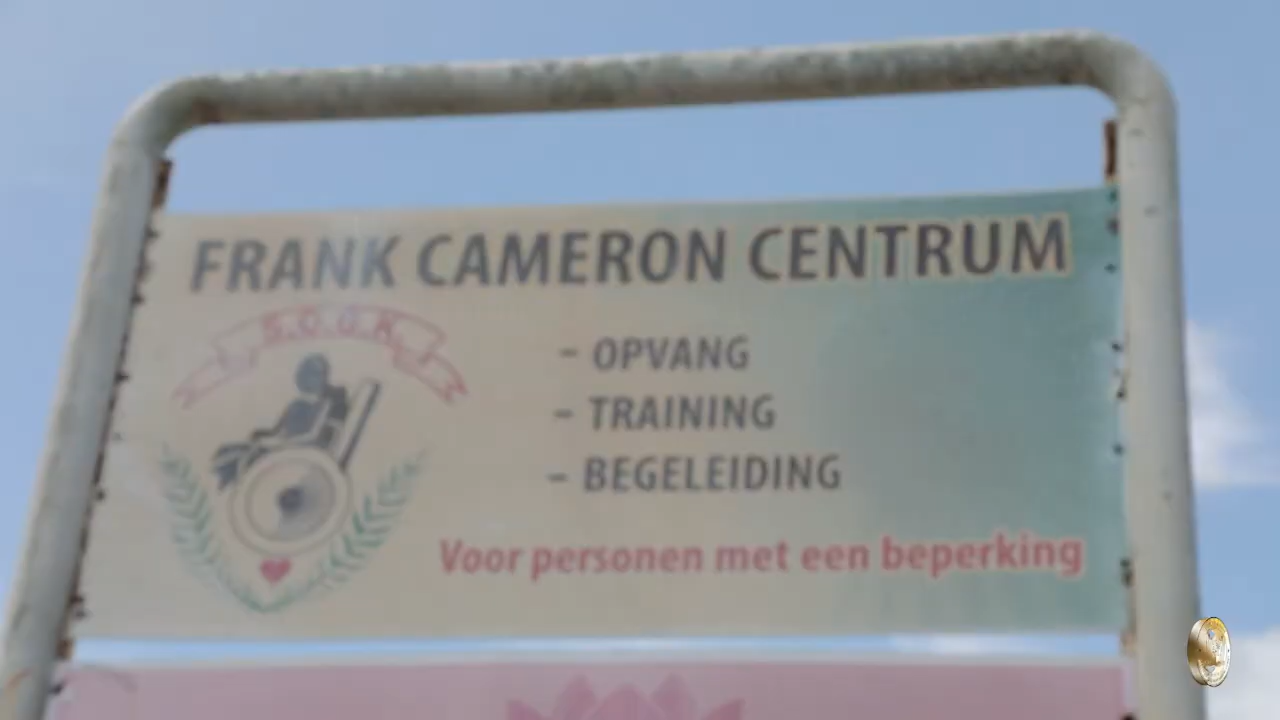 FRANK CAMERON CENTRUM
S.O.G.K.
- OPVANG
- TRAINING
- BEGELEIDING
Voor personen met een beperking